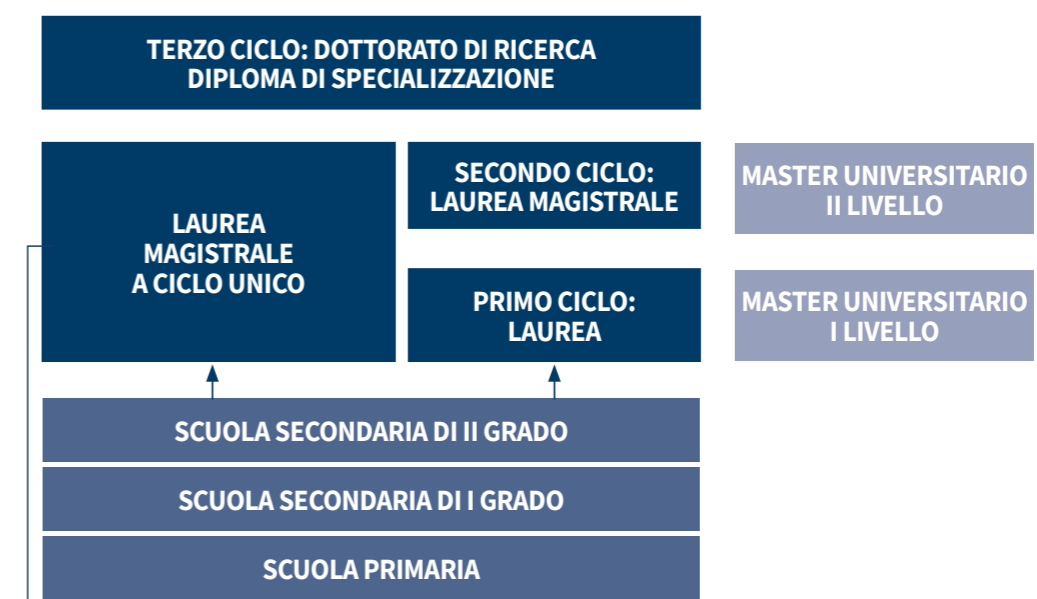 TERZO CICLO: DOTTORATO DI RICERCA
DIPLOMA DI SPECIALIZZAZIONE
LAUREA
MAGISTRALE
A CICLO UNICO
SECONDO CICLO:
LAUREA MAGISTRALE
MASTER UNIVERSITARIO
II LIVELLO
PRIMO CICLO:
LAUREA
MASTER UNIVERSITARIO
I LIVELLO
SCUOLA SECONDARIA DI II GRADO
SCUOLA SECONDARIA DI I GRADO
SCUOLA PRIMARIA